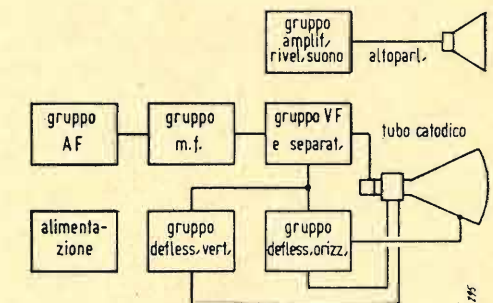 gruppo
amplif,
rivel,suono
altoparl,
gruppo
AF
gruppo
m.f.
gruppo VF
e separat,
tubo catodico
alimenta-
zione
gruppo
defless,vert,
gruppo
defless,orizz,
295